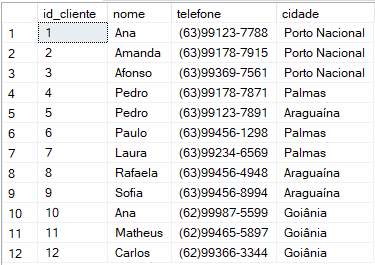 id_cliente nome telefone cidade
1 1 Ana (63)99123-7788 Porto Nacional
2 2 Amanda (63)99178-7915 Porto Nacional
3 3 Afonso (63)99369-7561 Porto Nacional
4 4 Pedro (63)99178-7871 Palmas
5 5 Pedro (63)99123-7891 Araguaína
6 6 Paulo (63)99456-1298 Palmas
7 7 Laura (63)99234-6569 Palmas
8 8 Rafaela (63)99456-4948 Araguaína
9 9 Sofia (63)99456-8994 Araguaína
10 10 Ana (62)99987-5599 Goiânia
11 11 Matheus (62)99465-5897 Goiânia
12 12 Carlos (62)99366-3344 Goiânia